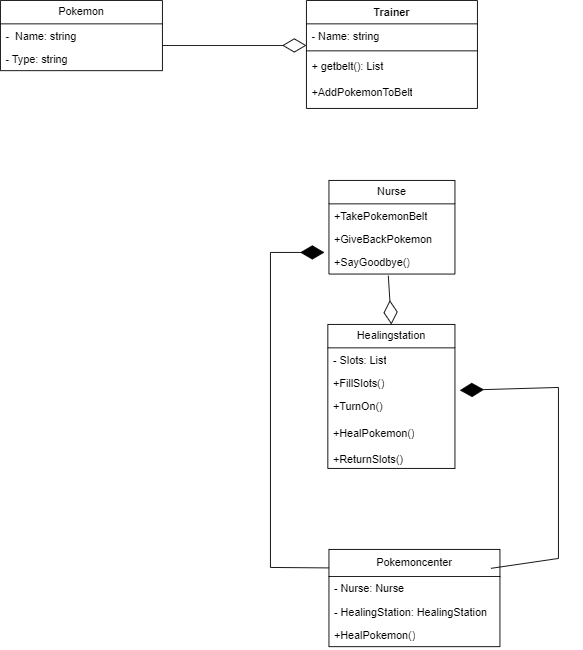 Pokemon
- Name: string
- Type: string
Trainer
- Name: string
+ getbelt(): List
+AddPokemonToBelt
Nurse
+TakePokemonBelt
+GiveBackPokemon
+SayGoodbye()
Healingstation
- Slots: List
+FillSlots()
+TurnOn()
+HealPokemon()
+ReturnSlots()
Pokemoncenter
- Nurse: Nurse
- HealingStation: HealingStation
+HealPokemon()